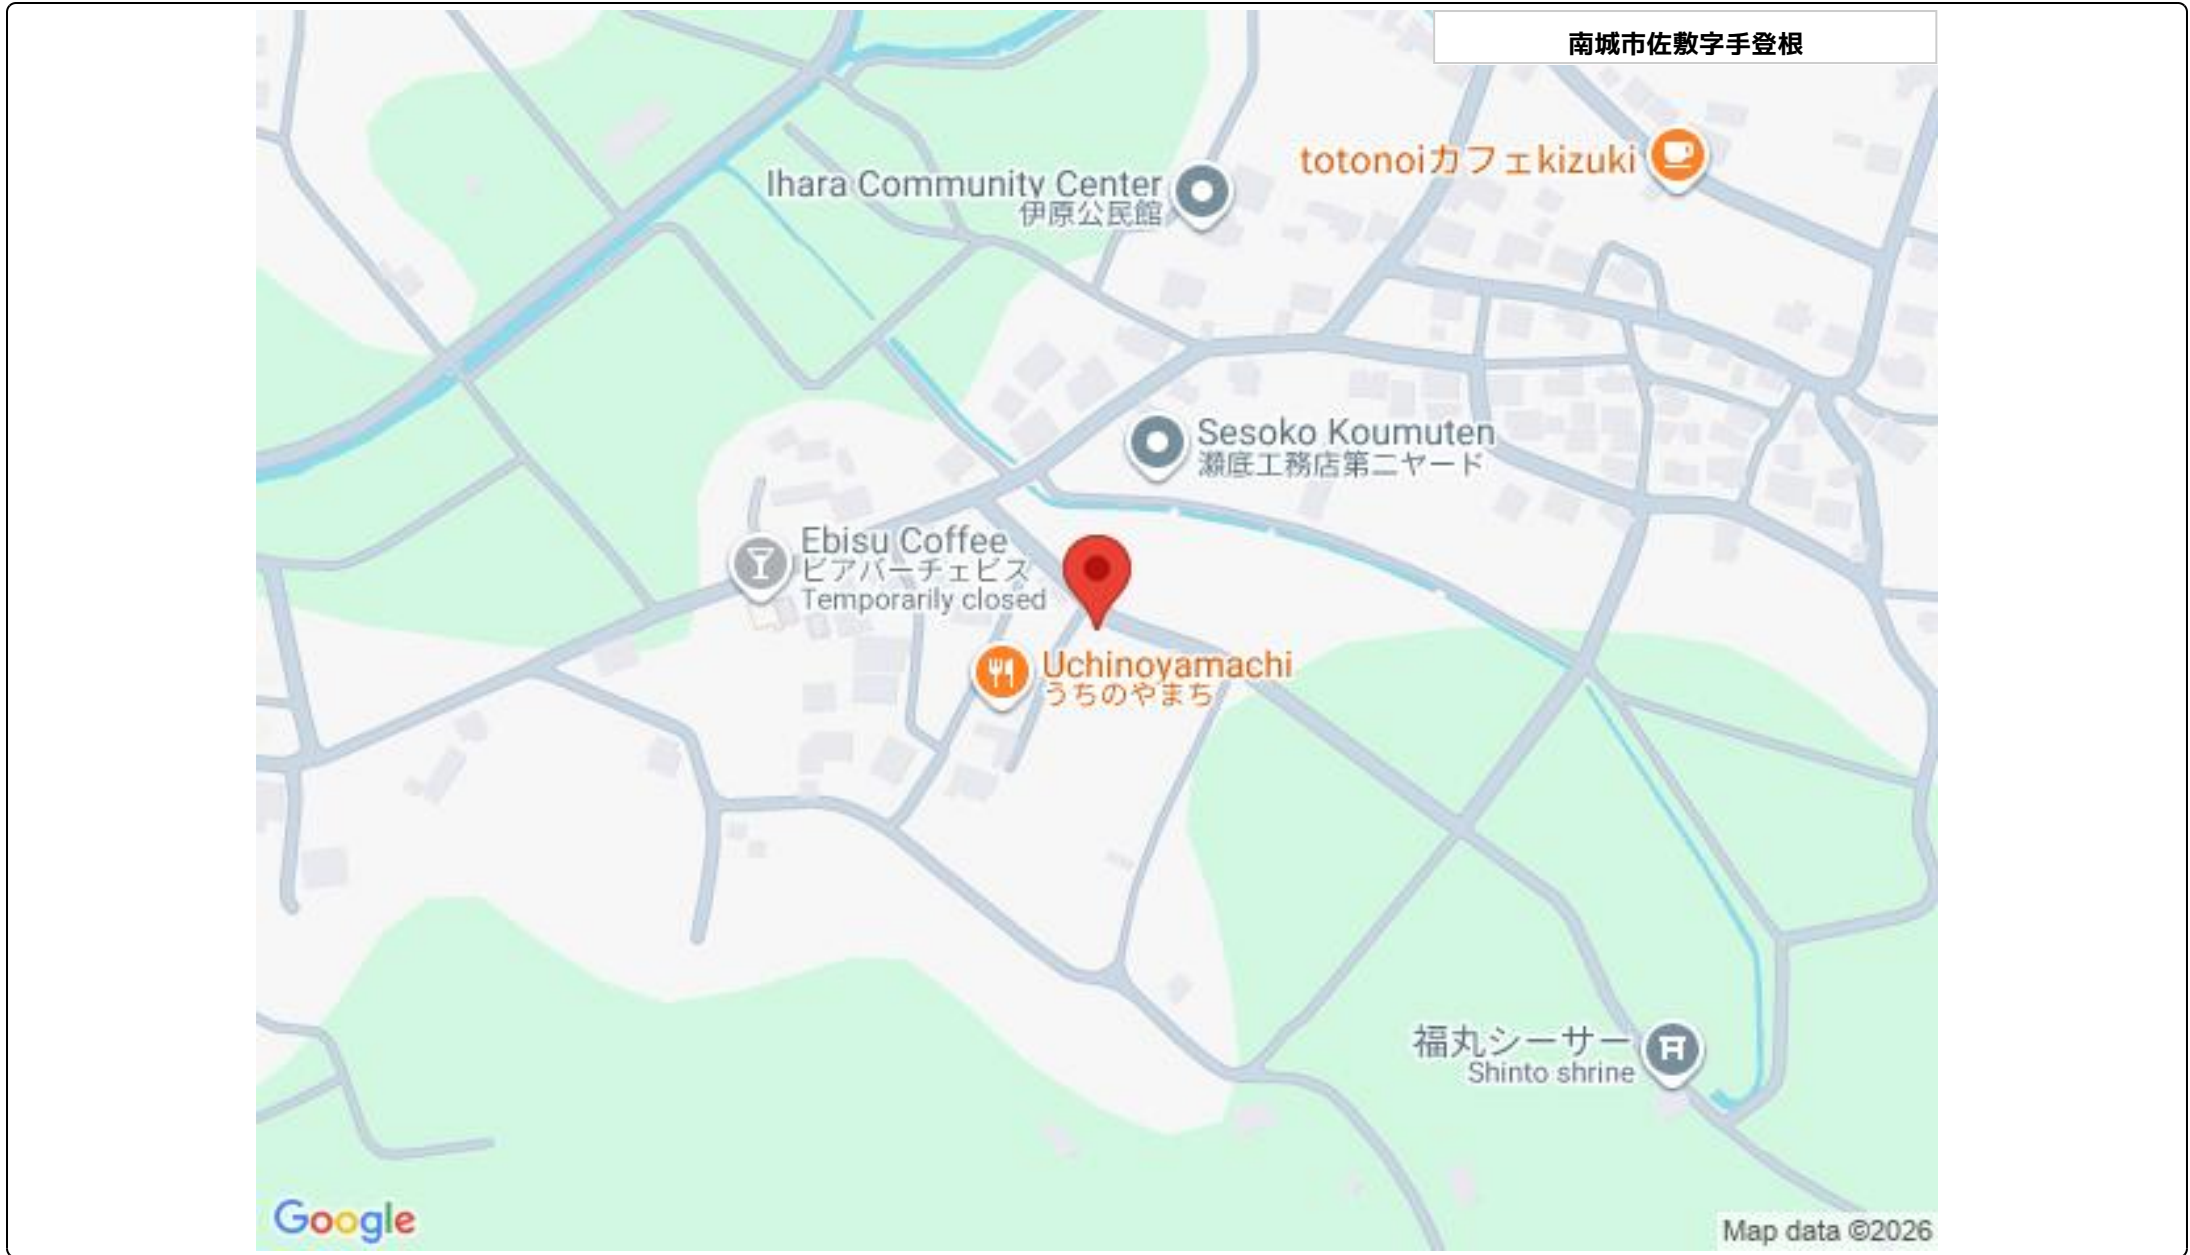 南城市佐敷字手登根
totonoiカフェkizuki
Ihara Community Center
伊原公民館
Sesoko Koumuten
瀬底工務店第二ヤード
Ebisu Coffee
ビアバーチェビス
Temporarily closed
Uchinoyamachi
うちのやまち
福丸シーサー
Shinto shrine
Google
Map data ©2026